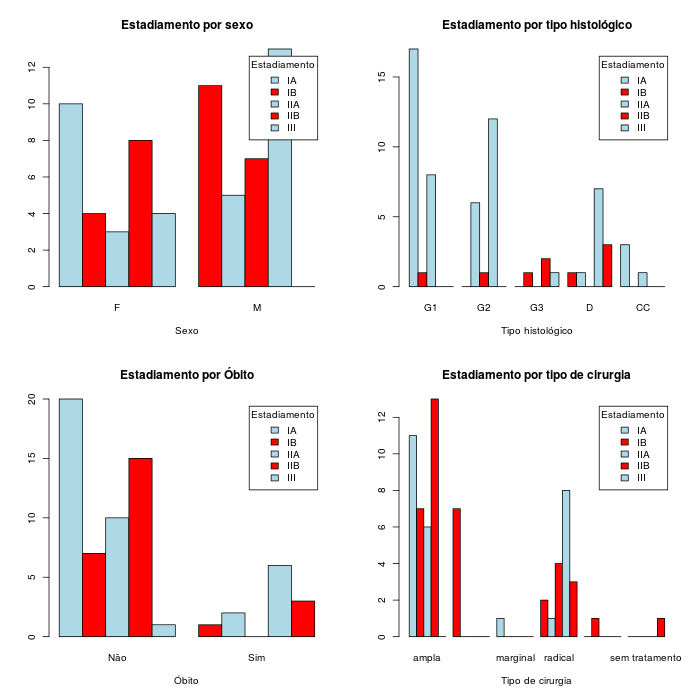 Estadiamento por sexo
Estadiamento
IA
IB
IIA
IIB
III
0
2
4
6
8
10
12
F
M
Sexo
Estadiamento por tipo histológico
Estadiamento
IA
IB
IIA
IIB
III
0
5
10
15
G1
G2
G3
D
CC
Tipo histológico
Estadiamento por Óbito
Estadiamento
IA
IB
IIA
IIB
III
0
5
10
15
20
Não
Sim
Óbito
Estadiamento por tipo de cirurgia
Estadiamento
IA
IB
IIA
IIB
III
0
2
4
6
8
10
12
ampla
marginal
radical
sem tratamento
Tipo de cirurgia